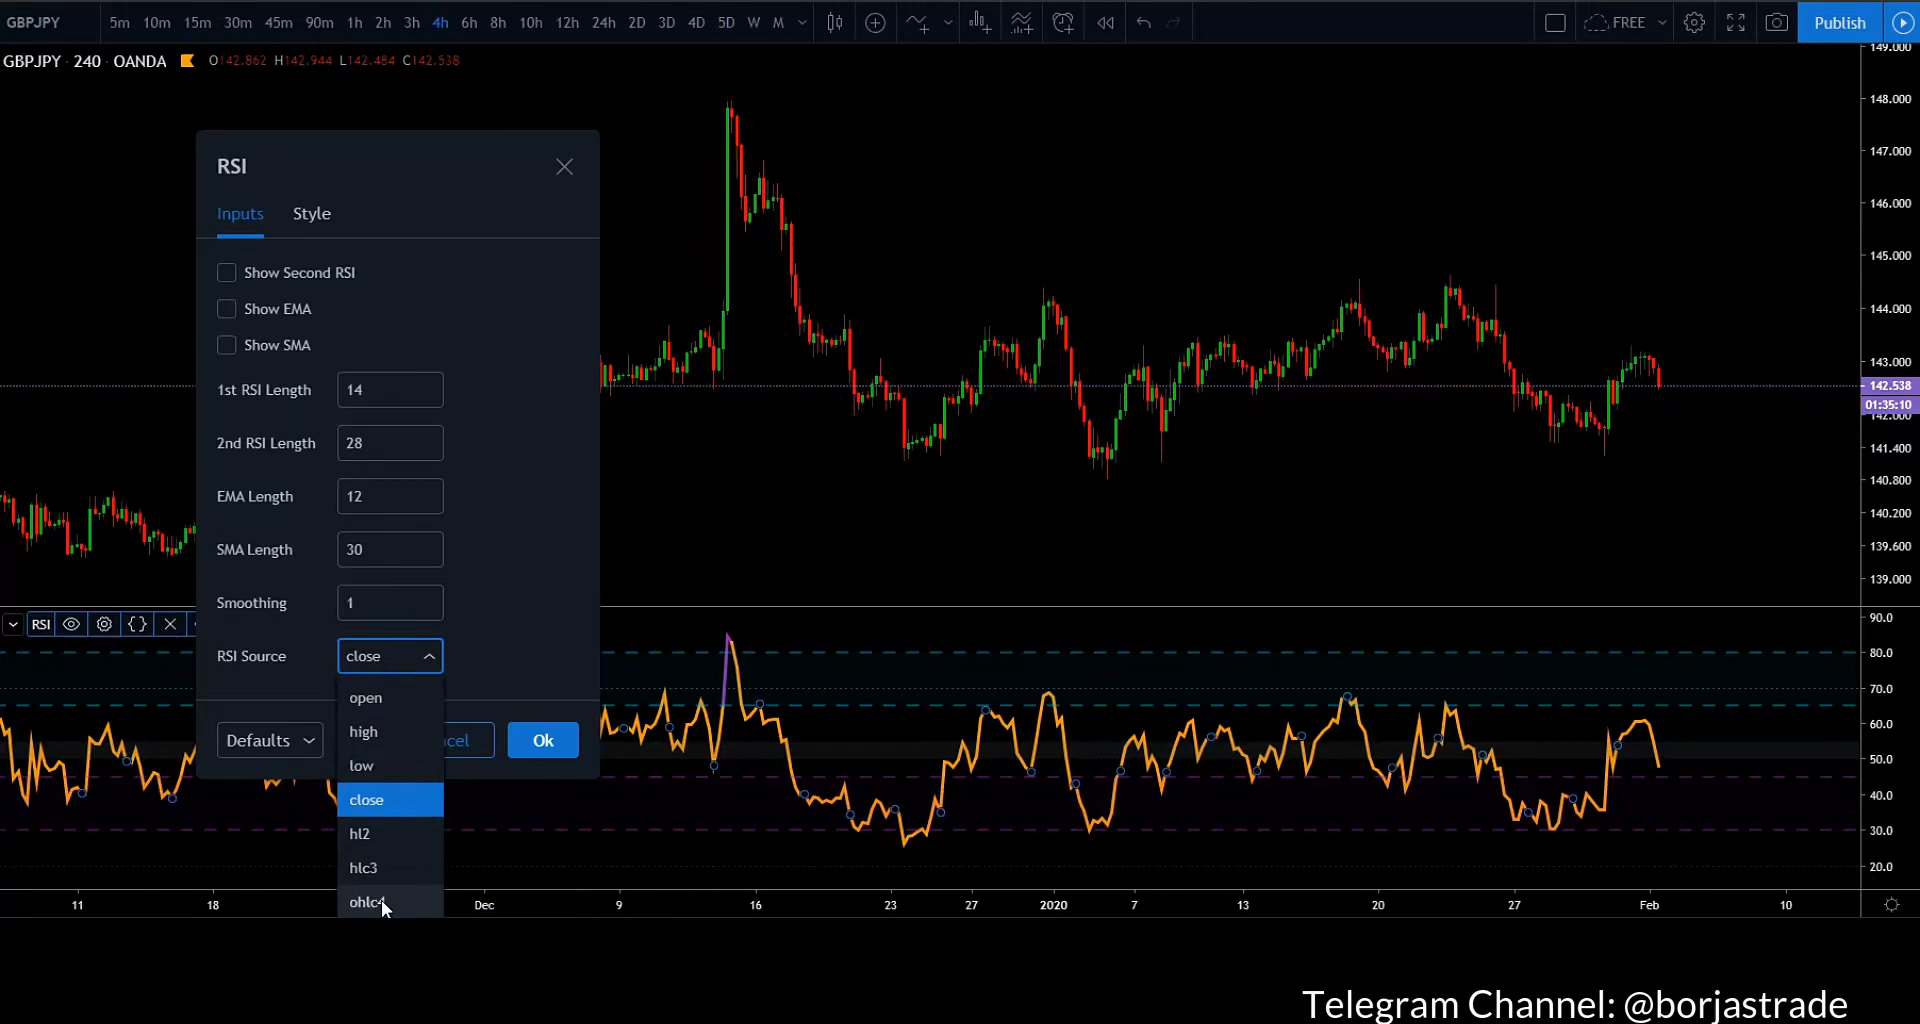 GBPJPY 5m 10m 15m 30m 45m 90m 1h 2h 3h 4h 6h 8h 10h 12h 24h 2D 3D 4D 5D W M FREE Publish
GBPJPY · 240 · OANDA O142.862 H142.944 L142.484 C142.538
RSI
Inputs Style
Show Second RSI
Show EMA
Show SMA
1st RSI Length 14
2nd RSI Length 28
EMA Length 12
SMA Length 30
Smoothing 1
RSI Source close
open
high
low
close
hl2
hlc3
ohlc4
Defaults
Ok
RSI
149.000
148.000
147.000
146.000
145.000
144.000
143.000
142.538
01:35:10
142.000
141.400
140.800
140.200
139.600
139.000
90.0
80.0
70.0
60.0
50.0
40.0
30.0
20.0
11 18 Dec 9 16 23 27 2020 7 13 20 27 Feb 10
Telegram Channel: @borjastrade